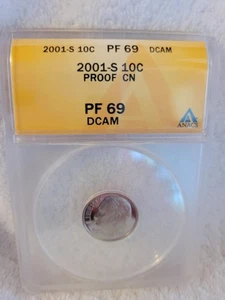 2001-S 10C PF 69 DCAM
2001-S 10C
PROOF CN
PF 69
DCAM
ANACS